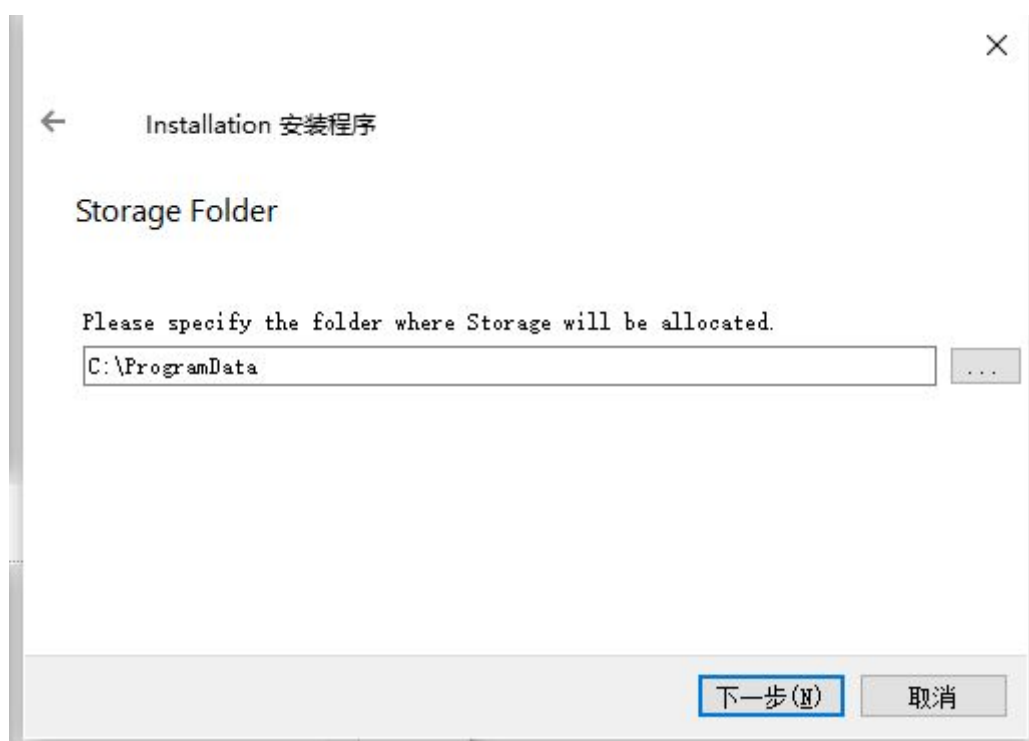 Installation 安装程序
Storage Folder
Please specify the folder where Storage will be allocated.
C:\ProgramData
...
下一步(N)
取消